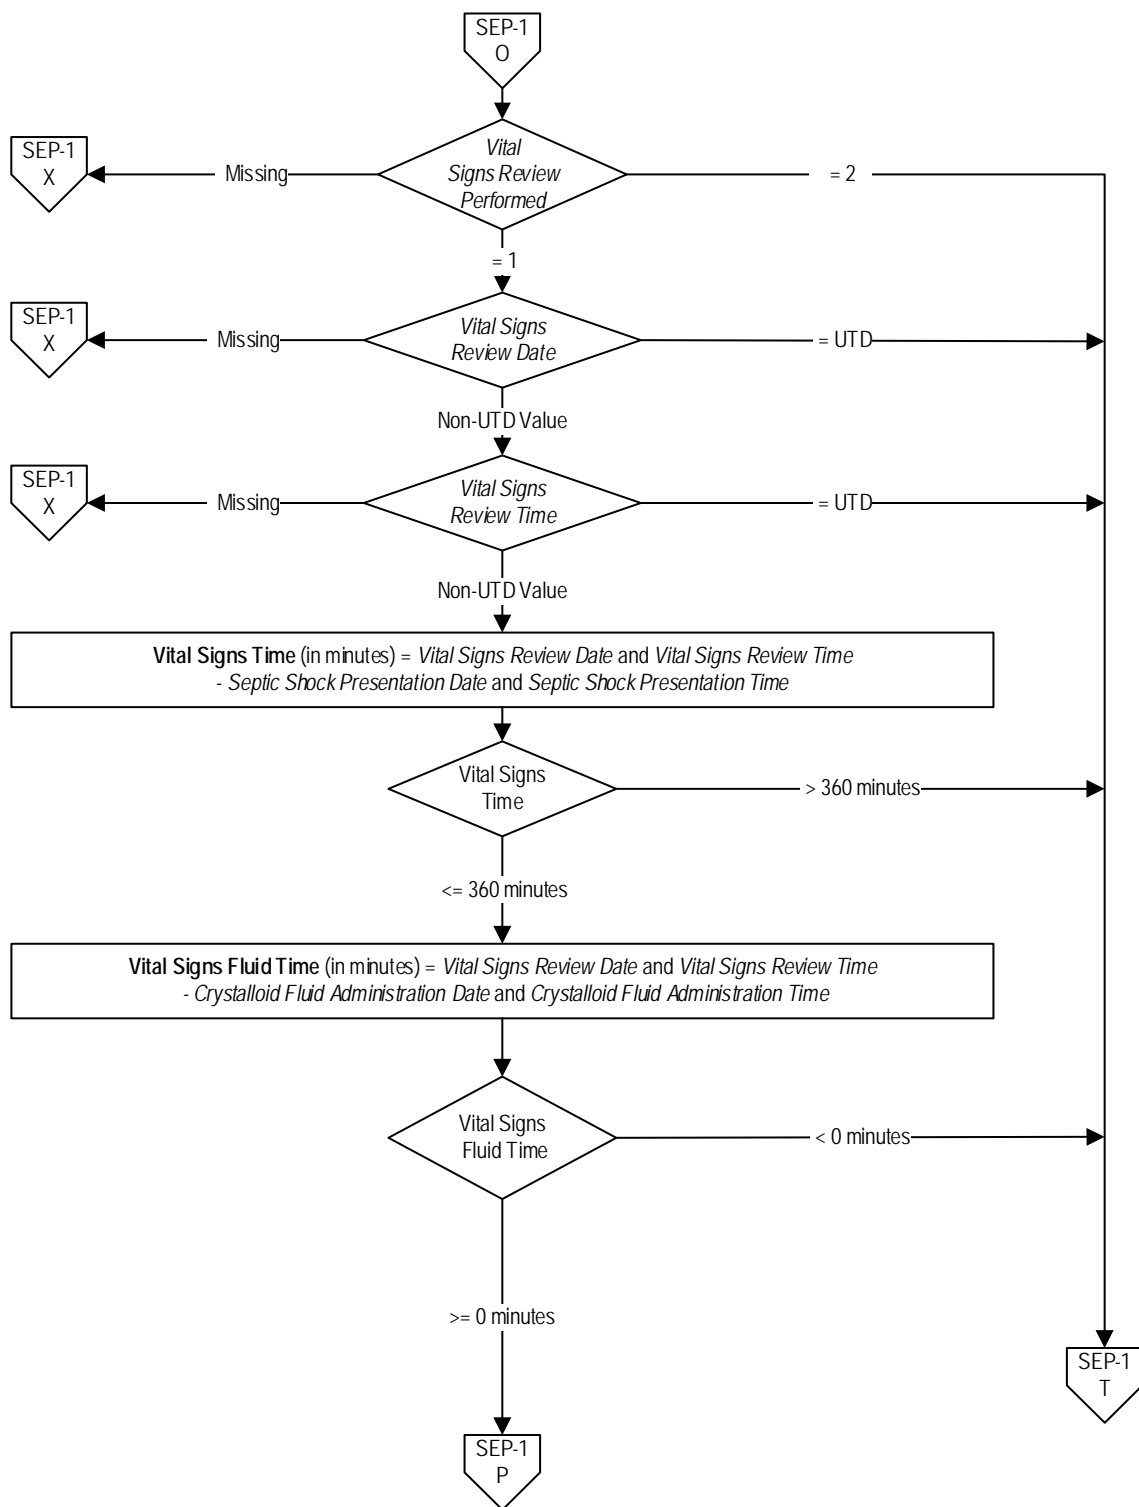 SEP-1
O
Vital
Signs Review
Performed
SEP-1
X
Missing
= 2
= 1
Vital Signs
Review Date
SEP-1
X
Missing
= UTD
Non-UTD Value
Vital Signs
Review Time
SEP-1
X
Missing
= UTD
Non-UTD Value
Vital Signs Time (in minutes) = Vital Signs Review Date and Vital Signs Review Time
- Septic Shock Presentation Date and Septic Shock Presentation Time
Vital Signs
Time
> 360 minutes
<= 360 minutes
Vital Signs Fluid Time (in minutes) = Vital Signs Review Date and Vital Signs Review Time
- Crystalloid Fluid Administration Date and Crystalloid Fluid Administration Time
Vital Signs
Fluid Time
< 0 minutes
>= 0 minutes
SEP-1
T
SEP-1
P